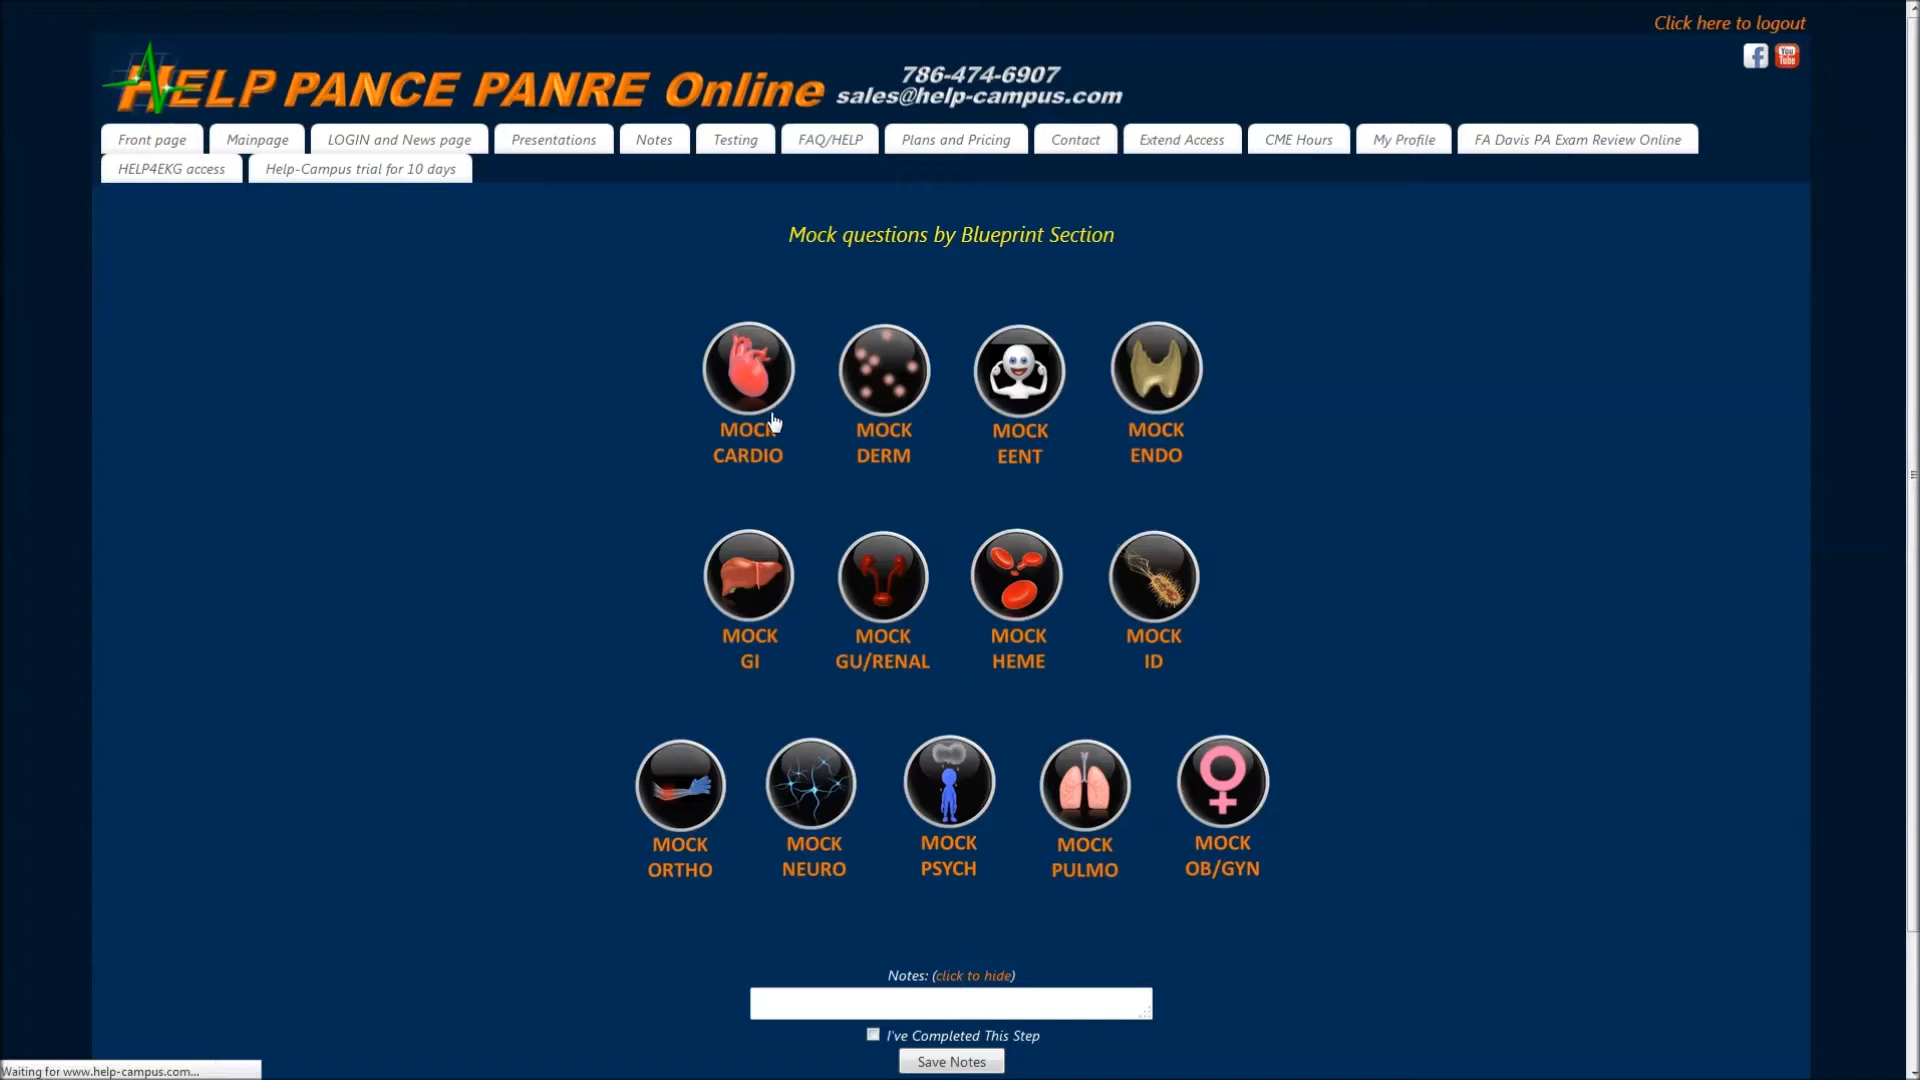 Click here to logout
HELP PANCE PANRE Online
786-474-6907
sales@help-campus.com
Front page Mainpage LOGIN and News page Presentations Notes Testing FAQ/HELP Plans and Pricing Contact Extend Access CME Hours My Profile FA Davis PA Exam Review Online
HELP4EKG access Help-Campus trial for 10 days
Mock questions by Blueprint Section
MOCK CARDIO
MOCK DERM
MOCK EENT
MOCK ENDO
MOCK GI
MOCK GU/RENAL
MOCK HEME
MOCK ID
MOCK ORTHO
MOCK NEURO
MOCK PSYCH
MOCK PULMO
MOCK OB/GYN
Notes: (click to hide)
I've Completed This Step
Save Notes
Waiting for www.help-campus.com...
f
You Tube